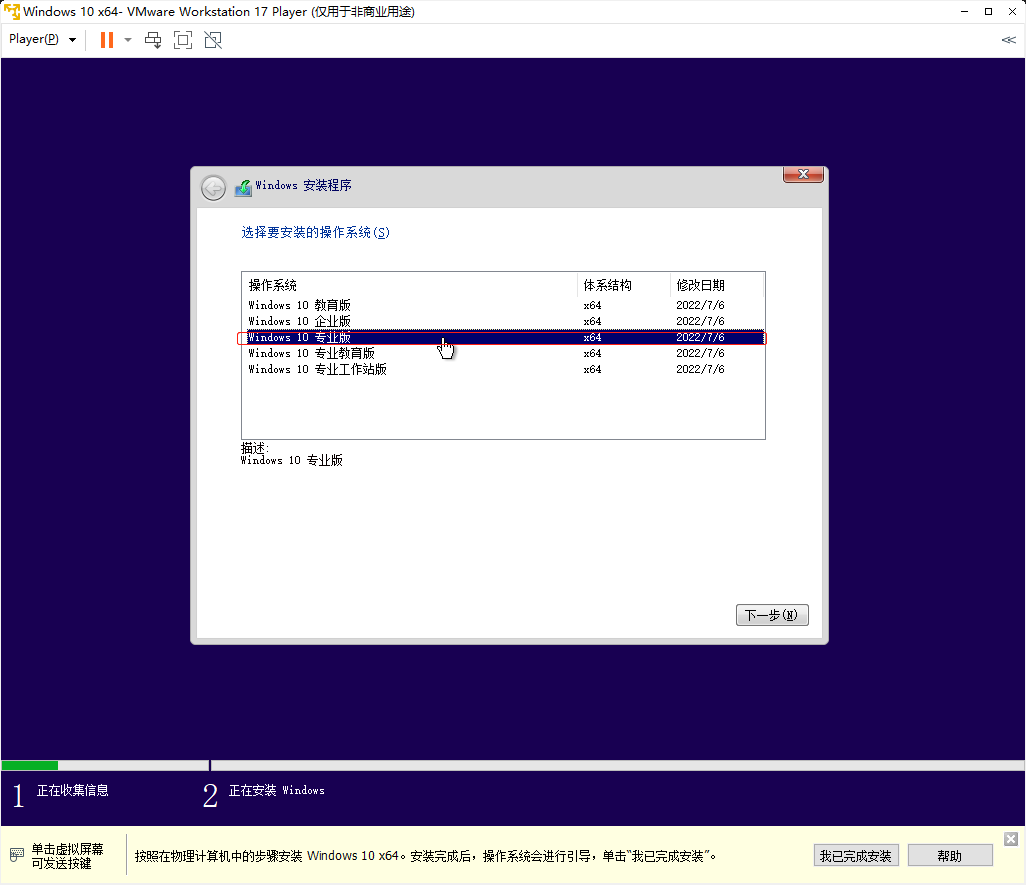 Windows 10 x64- VMware Workstation 17 Player (仅用于非商业用途)
Player(P)
Windows 安装程序
选择要安装的操作系统(S)
操作系统 体系结构 修改日期
Windows 10 教育版 x64 2022/7/6
Windows 10 企业版 x64 2022/7/6
Windows 10 专业版 x64 2022/7/6
Windows 10 专业教育版 x64 2022/7/6
Windows 10 专业工作站版 x64 2022/7/6
描述:
Windows 10 专业版
下一步(N)
1 正在收集信息 2 正在安装 Windows
单击虚拟屏幕
可发送按键
按照在物理计算机中的步骤安装 Windows 10 x64。安装完成后，操作系统会进行引导，单击“我已完成安装”。
我已完成安装 帮助